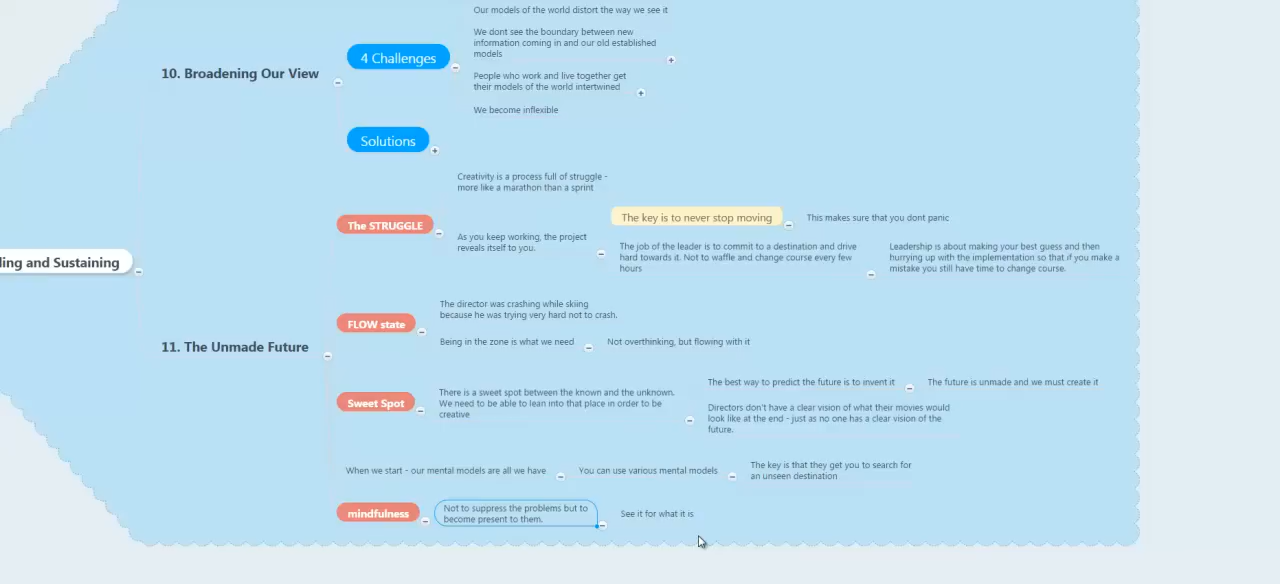 Our models of the world distort the way we see it
We dont see the boundary between new
information coming in and our old established
models
4 Challenges
10. Broadening Our View
People who work and live together get
their models of the world intertwined
We become inflexible
Solutions
Creativity is a process full of struggle -
more like a marathon than a sprint
The STRUGGLE
The key is to never stop moving
This makes sure that you dont panic
As you keep working, the project
reveals itself to you.
The job of the leader is to commit to a destination and drive
hard towards it. Not to waffle and change course every few
hours
Leadership is about making your best guess and then
hurrying up with the implementation so that if you make a
mistake you still have time to change course.
ing and Sustaining
The director was crashing while skiing
because he was trying very hard not to crash.
FLOW state
Being in the zone is what we need
Not overthinking, but flowing with it
11. The Unmade Future
Sweet Spot
There is a sweet spot between the known and the unknown.
We need to be able to lean into that place in order to be
creative
The best way to predict the future is to invent it
The future is unmade and we must create it
Directors don't have a clear vision of what their movies would
look like at the end - just as no one has a clear vision of the
future.
When we start - our mental models are all we have
You can use various mental models
The key is that they get you to search for
an unseen destination
mindfulness
Not to suppress the problems but to
become present to them.
See it for what it is